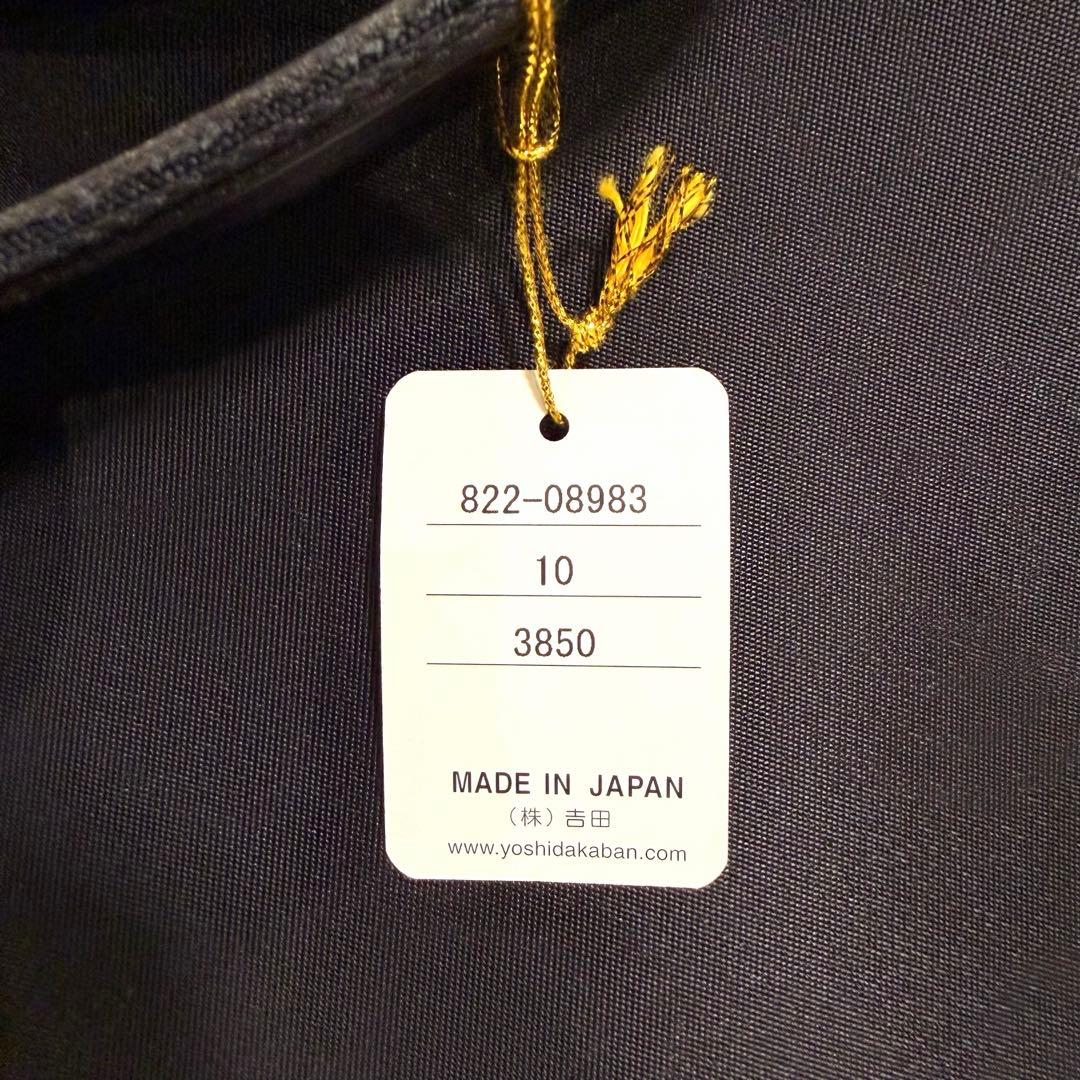 822-08983
10
3850
MADE IN JAPAN
（株）吉田
www.yoshidakaban.com